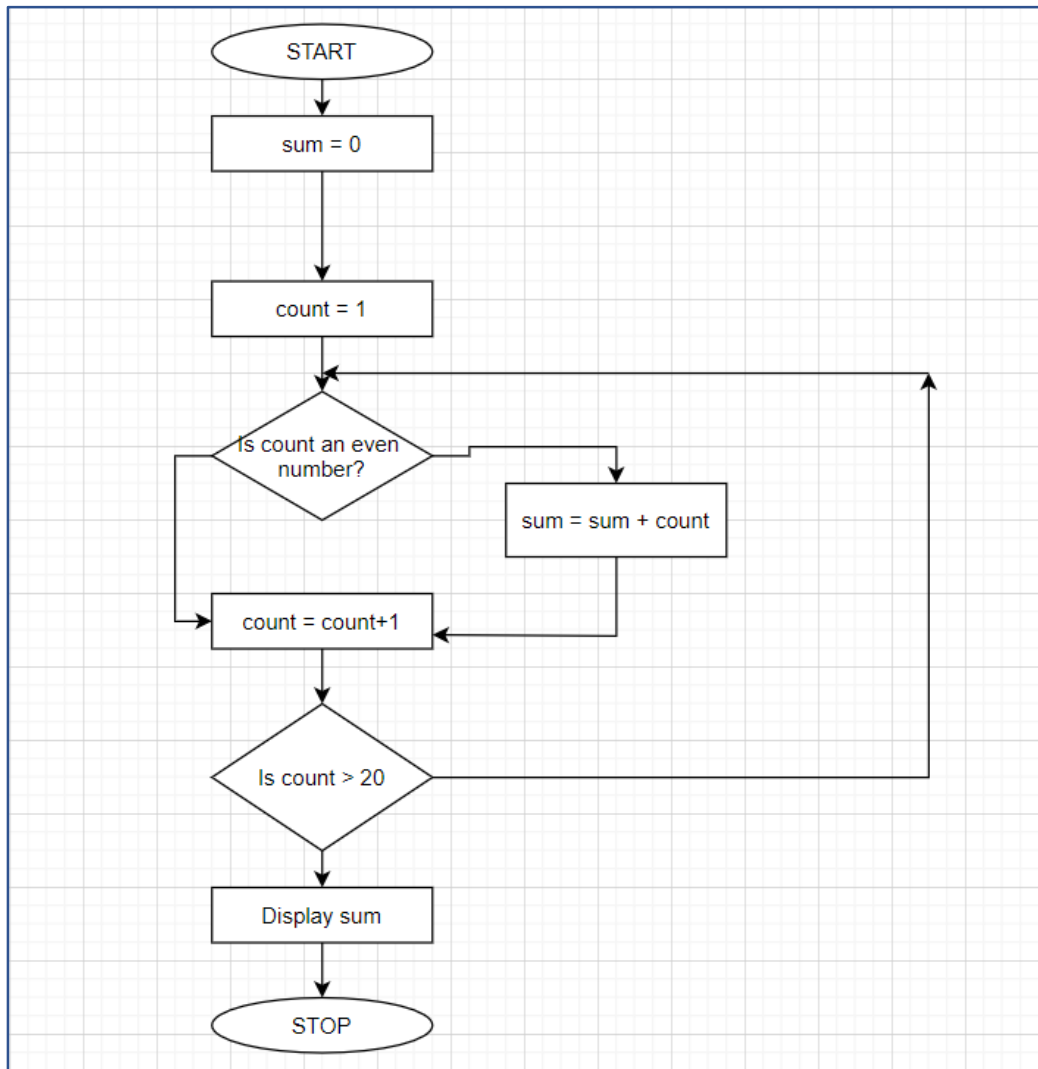 START
sum = 0
count = 1
Is count an even
number?
sum = sum + count
count = count+1
Is count > 20
Display sum
STOP